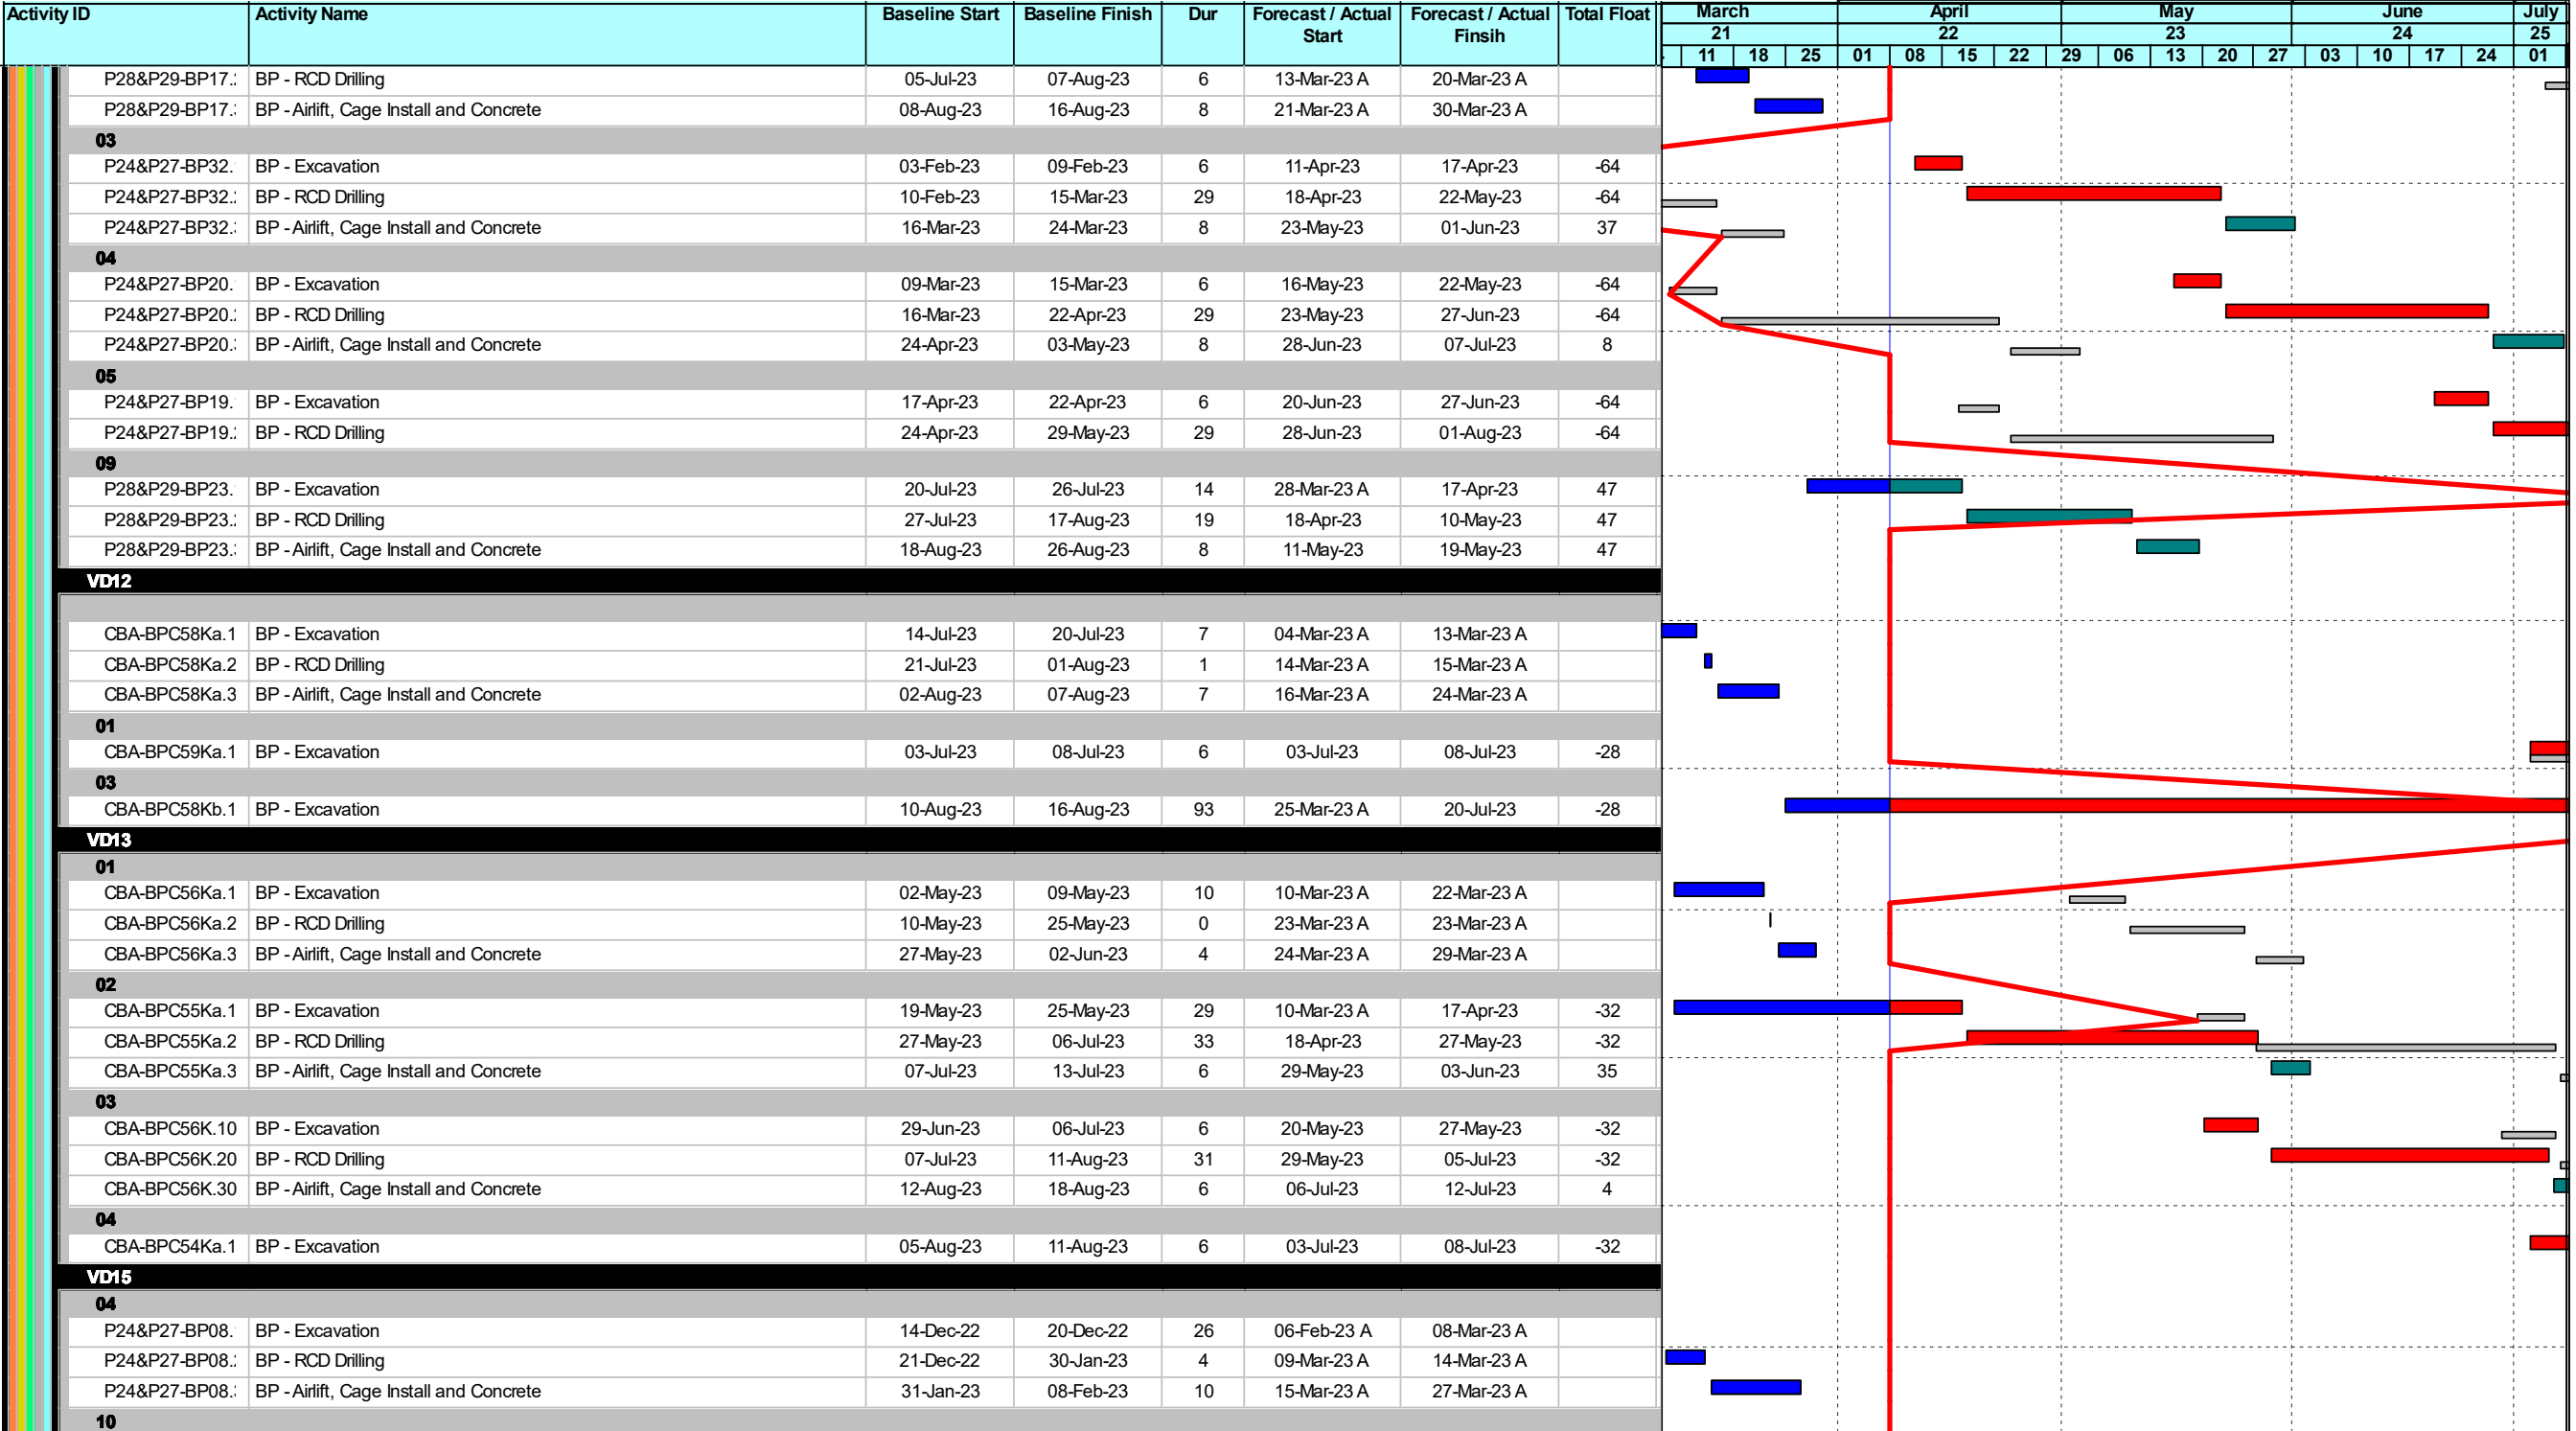 Activity ID Activity Name Baseline Start Baseline Finish Dur Forecast / Actual Start Forecast / Actual Finsih Total Float March April May June July
21 22 23 24 25
11 18 25 01 08 15 22 29 06 13 20 27 03 10 17 24 01
P28&P29-BP17. BP - RCD Drilling 05-Jul-23 07-Aug-23 6 13-Mar-23 A 20-Mar-23 A
P28&P29-BP17. BP - Airlift, Cage Install and Concrete 08-Aug-23 16-Aug-23 8 21-Mar-23 A 30-Mar-23 A
03
P24&P27-BP32. BP - Excavation 03-Feb-23 09-Feb-23 6 11-Apr-23 17-Apr-23 -64
P24&P27-BP32. BP - RCD Drilling 10-Feb-23 15-Mar-23 29 18-Apr-23 22-May-23 -64
P24&P27-BP32. BP - Airlift, Cage Install and Concrete 16-Mar-23 24-Mar-23 8 23-May-23 01-Jun-23 37
04
P24&P27-BP20. BP - Excavation 09-Mar-23 15-Mar-23 6 16-May-23 22-May-23 -64
P24&P27-BP20. BP - RCD Drilling 16-Mar-23 22-Apr-23 29 23-May-23 27-Jun-23 -64
P24&P27-BP20. BP - Airlift, Cage Install and Concrete 24-Apr-23 03-May-23 8 28-Jun-23 07-Jul-23 8
05
P24&P27-BP19. BP - Excavation 17-Apr-23 22-Apr-23 6 20-Jun-23 27-Jun-23 -64
P24&P27-BP19. BP - RCD Drilling 24-Apr-23 29-May-23 29 28-Jun-23 01-Aug-23 -64
09
P28&P29-BP23. BP - Excavation 20-Jul-23 26-Jul-23 14 28-Mar-23 A 17-Apr-23 47
P28&P29-BP23. BP - RCD Drilling 27-Jul-23 17-Aug-23 19 18-Apr-23 10-May-23 47
P28&P29-BP23. BP - Airlift, Cage Install and Concrete 18-Aug-23 26-Aug-23 8 11-May-23 19-May-23 47
VD12
CBA-BPC58Ka.1 BP - Excavation 14-Jul-23 20-Jul-23 7 04-Mar-23 A 13-Mar-23 A
CBA-BPC58Ka.2 BP - RCD Drilling 21-Jul-23 01-Aug-23 1 14-Mar-23 A 15-Mar-23 A
CBA-BPC58Ka.3 BP - Airlift, Cage Install and Concrete 02-Aug-23 07-Aug-23 7 16-Mar-23 A 24-Mar-23 A
01
CBA-BPC59Ka.1 BP - Excavation 03-Jul-23 08-Jul-23 6 03-Jul-23 08-Jul-23 -28
03
CBA-BPC58Kb.1 BP - Excavation 10-Aug-23 16-Aug-23 93 25-Mar-23 A 20-Jul-23 -28
VD13
01
CBA-BPC56Ka.1 BP - Excavation 02-May-23 09-May-23 10 10-Mar-23 A 22-Mar-23 A
CBA-BPC56Ka.2 BP - RCD Drilling 10-May-23 25-May-23 0 23-Mar-23 A 23-Mar-23 A
CBA-BPC56Ka.3 BP - Airlift, Cage Install and Concrete 27-May-23 02-Jun-23 4 24-Mar-23 A 29-Mar-23 A
02
CBA-BPC55Ka.1 BP - Excavation 19-May-23 25-May-23 29 10-Mar-23 A 17-Apr-23 -32
CBA-BPC55Ka.2 BP - RCD Drilling 27-May-23 06-Jul-23 33 18-Apr-23 27-May-23 -32
CBA-BPC55Ka.3 BP - Airlift, Cage Install and Concrete 07-Jul-23 13-Jul-23 6 29-May-23 03-Jun-23 35
03
CBA-BPC56K.10 BP - Excavation 29-Jun-23 06-Jul-23 6 20-May-23 27-May-23 -32
CBA-BPC56K.20 BP - RCD Drilling 07-Jul-23 11-Aug-23 31 29-May-23 05-Jul-23 -32
CBA-BPC56K.30 BP - Airlift, Cage Install and Concrete 12-Aug-23 18-Aug-23 6 06-Jul-23 12-Jul-23 4
04
CBA-BPC54Ka.1 BP - Excavation 05-Aug-23 11-Aug-23 6 03-Jul-23 08-Jul-23 -32
VD15
04
P24&P27-BP08. BP - Excavation 14-Dec-22 20-Dec-22 26 06-Feb-23 A 08-Mar-23 A
P24&P27-BP08. BP - RCD Drilling 21-Dec-22 30-Jan-23 4 09-Mar-23 A 14-Mar-23 A
P24&P27-BP08. BP - Airlift, Cage Install and Concrete 31-Jan-23 08-Feb-23 10 15-Mar-23 A 27-Mar-23 A
10